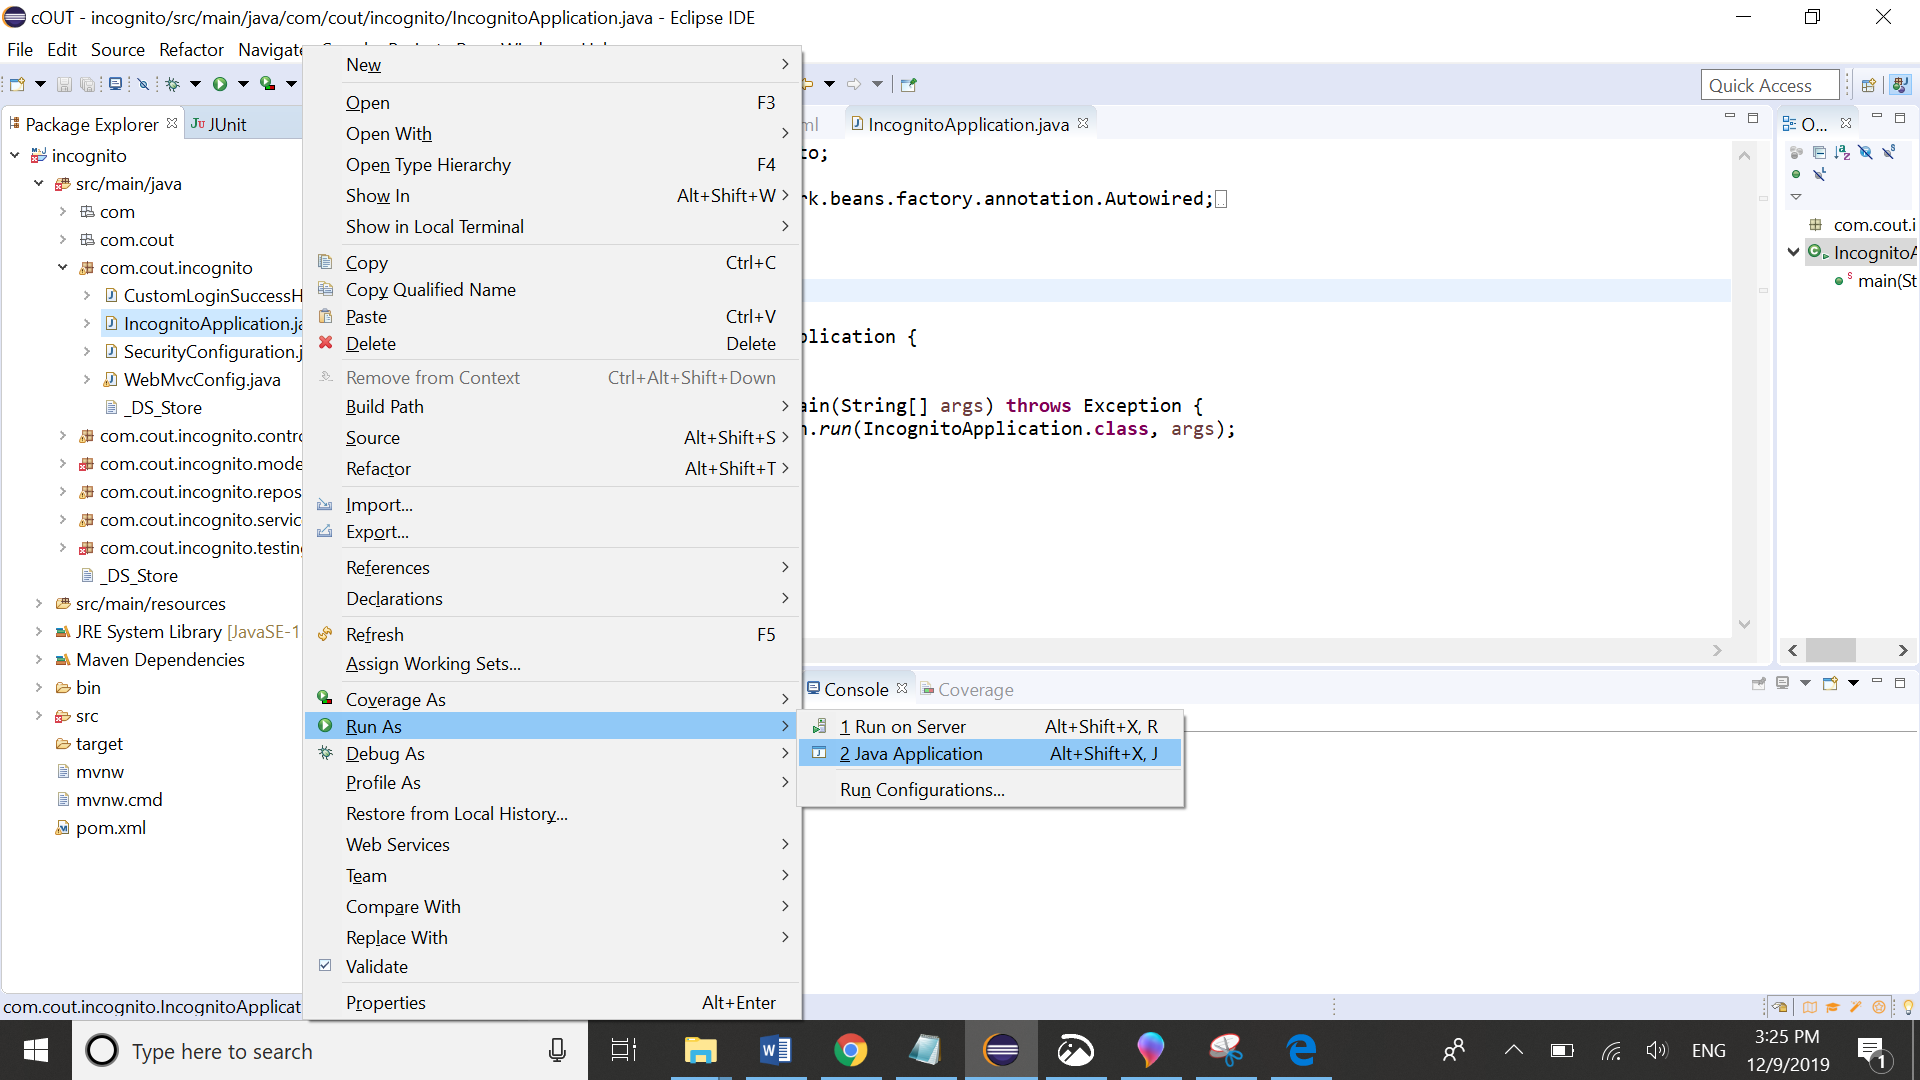 cOUT - incognito/src/main/java/com/cout/incognito/IncognitoApplication.java - Eclipse IDE
File Edit Source Refactor Navigate
Quick Access
Package Explorer
JUnit
IncognitoApplication.java
O...
incognito
src/main/java
com
com.cout
com.cout.incognito
CustomLoginSuccessH
IncognitoApplication.ja
SecurityConfiguration.j
WebMvcConfig.java
_DS_Store
com.cout.incognito.contro
com.cout.incognito.mode
com.cout.incognito.repos
com.cout.incognito.servic
com.cout.incognito.testing
_DS_Store
src/main/resources
JRE System Library [JavaSE-1
Maven Dependencies
bin
src
target
mvnw
mvnw.cmd
pom.xml
New
Open F3
Open With
Open Type Hierarchy F4
Show In Alt+Shift+W
Show in Local Terminal
Copy Ctrl+C
Copy Qualified Name
Paste Ctrl+V
Delete Delete
Remove from Context Ctrl+Alt+Shift+Down
Build Path
Source Alt+Shift+S
Refactor Alt+Shift+T
Import...
Export...
References
Declarations
Refresh F5
Assign Working Sets...
Coverage As
Run As
Debug As
Profile As
Restore from Local History...
Web Services
Team
Compare With
Replace With
Validate
Properties Alt+Enter
1 Run on Server Alt+Shift+X, R
2 Java Application Alt+Shift+X, J
Run Configurations...
to;
rk.beans.factory.annotation.Autowired;
plication {
ain(String[] args) throws Exception {
n.run(IncognitoApplication.class, args);
com.cout.i
IncognitoA
main(St
Console
Coverage
com.cout.incognito.IncognitoApplicat
Type here to search
ENG
3:25 PM
12/9/2019
1